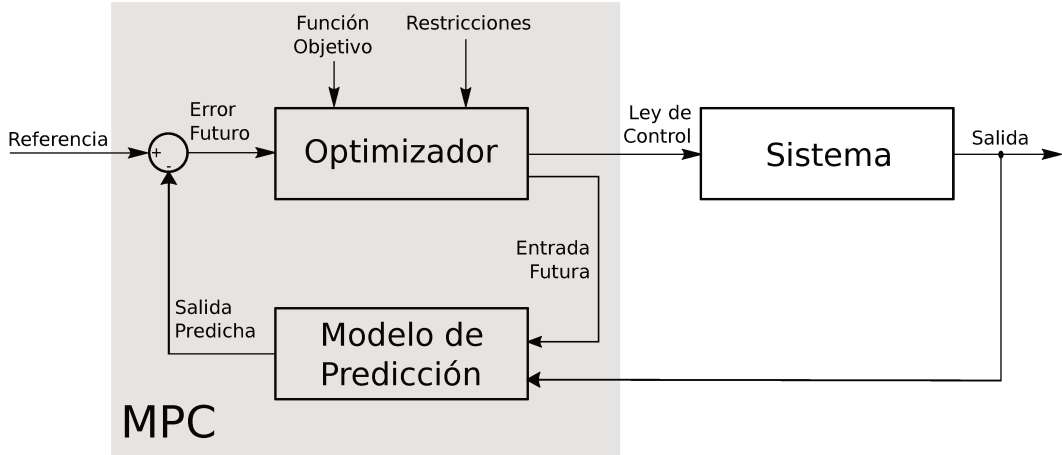 Función
Objetivo
Restricciones
Referencia
+
-
Error
Futuro
Optimizador
Ley de
Control
Sistema
Salida
Entrada
Futura
Salida
Predicha
Modelo de
Predicción
MPC